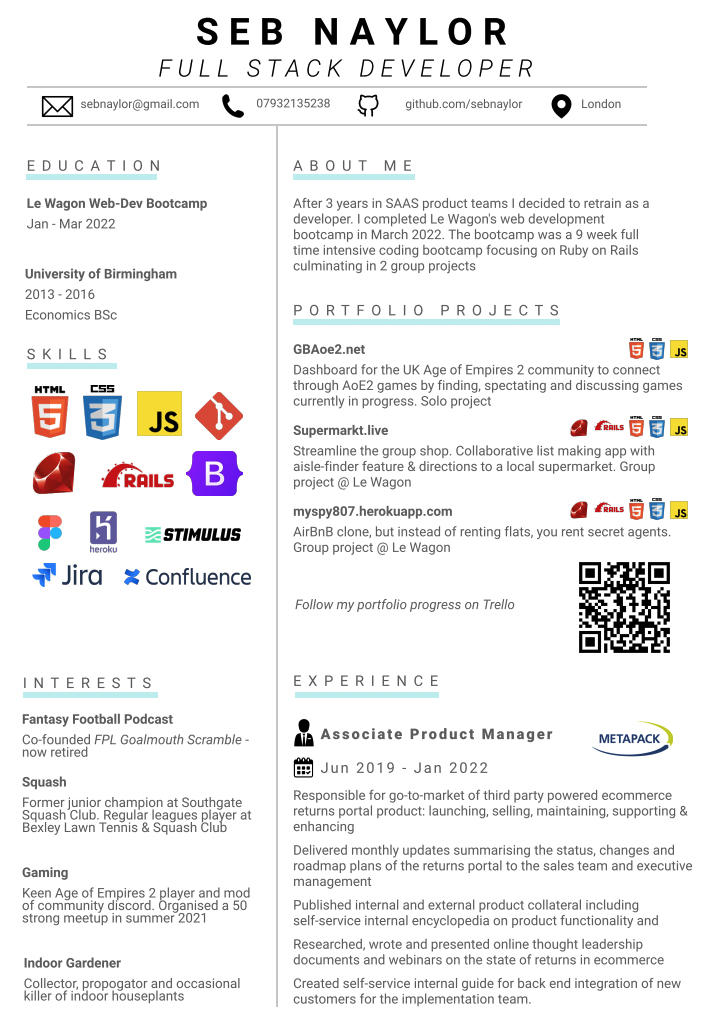 SEB NAYLOR
FULL STACK DEVELOPER
sebnaylor@gmail.com 07932135238 github.com/sebnaylor London
EDUCATION
Le Wagon Web-Dev Bootcamp
Jan - Mar 2022
University of Birmingham
2013 - 2016
Economics BSc
SKILLS
HTML 5 CSS 3 JS
RAILS B
heroku STIMULUS
Jira Confluence
INTERESTS
Fantasy Football Podcast
Co-founded FPL Goalmouth Scramble -
now retired
Squash
Former junior champion at Southgate
Squash Club. Regular leagues player at
Bexley Lawn Tennis & Squash Club
Gaming
Keen Age of Empires 2 player and mod
of community discord. Organised a 50
strong meetup in summer 2021
Indoor Gardener
Collector, propogator and occasional
killer of indoor houseplants
ABOUT ME
After 3 years in SAAS product teams I decided to retrain as a
developer. I completed Le Wagon's web development
bootcamp in March 2022. The bootcamp was a 9 week full
time intensive coding bootcamp focusing on Ruby on Rails
culminating in 2 group projects
PORTFOLIO PROJECTS
GBAoe2.net HTML 5 CSS 3 JS
Dashboard for the UK Age of Empires 2 community to connect
through AoE2 games by finding, spectating and discussing games
currently in progress. Solo project
Supermarkt.live RAILS HTML 5 CSS 3 JS
Streamline the group shop. Collaborative list making app with
aisle-finder feature & directions to a local supermarket. Group
project @ Le Wagon
myspy807.herokuapp.com RAILS HTML 5 CSS 3 JS
AirBnB clone, but instead of renting flats, you rent secret agents.
Group project @ Le Wagon
Follow my portfolio progress on Trello
EXPERIENCE
Associate Product Manager METAPACK
Jun 2019 - Jan 2022
Responsible for go-to-market of third party powered ecommerce
returns portal product: launching, selling, maintaining, supporting &
enhancing
Delivered monthly updates summarising the status, changes and
roadmap plans of the returns portal to the sales team and executive
management
Published internal and external product collateral including
self-service internal encyclopedia on product functionality and
Researched, wrote and presented online thought leadership
documents and webinars on the state of returns in ecommerce
Created self-service internal guide for back end integration of new
customers for the implementation team.